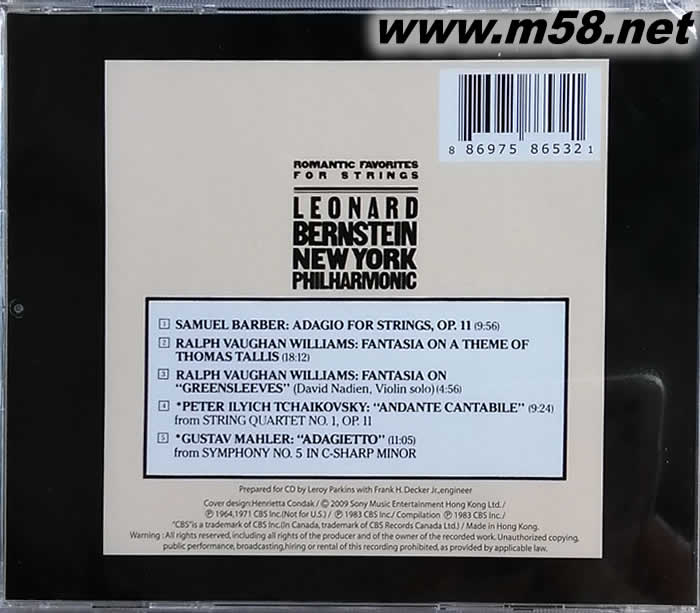 www.m58.net
8 86975 86532 1
ROMANTIC FAVORITES
FOR STRINGS
LEONARD
BERNSTEIN
NEW YORK
PHILHARMONIC
1 SAMUEL BARBER: ADAGIO FOR STRINGS, OP. 11 (9:56)
2 RALPH VAUGHAN WILLIAMS: FANTASIA ON A THEME OF
THOMAS TALLIS (18:12)
3 RALPH VAUGHAN WILLIAMS: FANTASIA ON
“GREENSLEEVES” (David Nadien, Violin solo) (4:56)
4 *PETER ILYICH TCHAIKOVSKY: “ANDANTE CANTABILE” (9:24)
from STRING QUARTET NO. 1, OP. 11
5 *GUSTAV MAHLER: “ADAGIETTO” (11:05)
from SYMPHONY NO. 5 IN C-SHARP MINOR
Prepared for CD by Leroy Parkins with Frank H. Decker Jr.,engineer
Cover design:Henrietta Condak / © 2009 Sony Music Entertainment Hong Kong Ltd./
℗ 1964,1971 CBS Inc.(Not for U.S.) / ℗ 1983 CBS Inc./ Compilation ℗ 1983 CBS Inc./
"CBS"is a trademark of CBS Inc.(In Canada, trademark of CBS Records Canada Ltd.) / Made in Hong Kong.
Warning : All rights reserved, including all rights of the producer and of the owner of the recorded work. Unauthorized copying,
public performance, broadcasting,hiring or rental of this recording prohibited, as provided by applicable law.